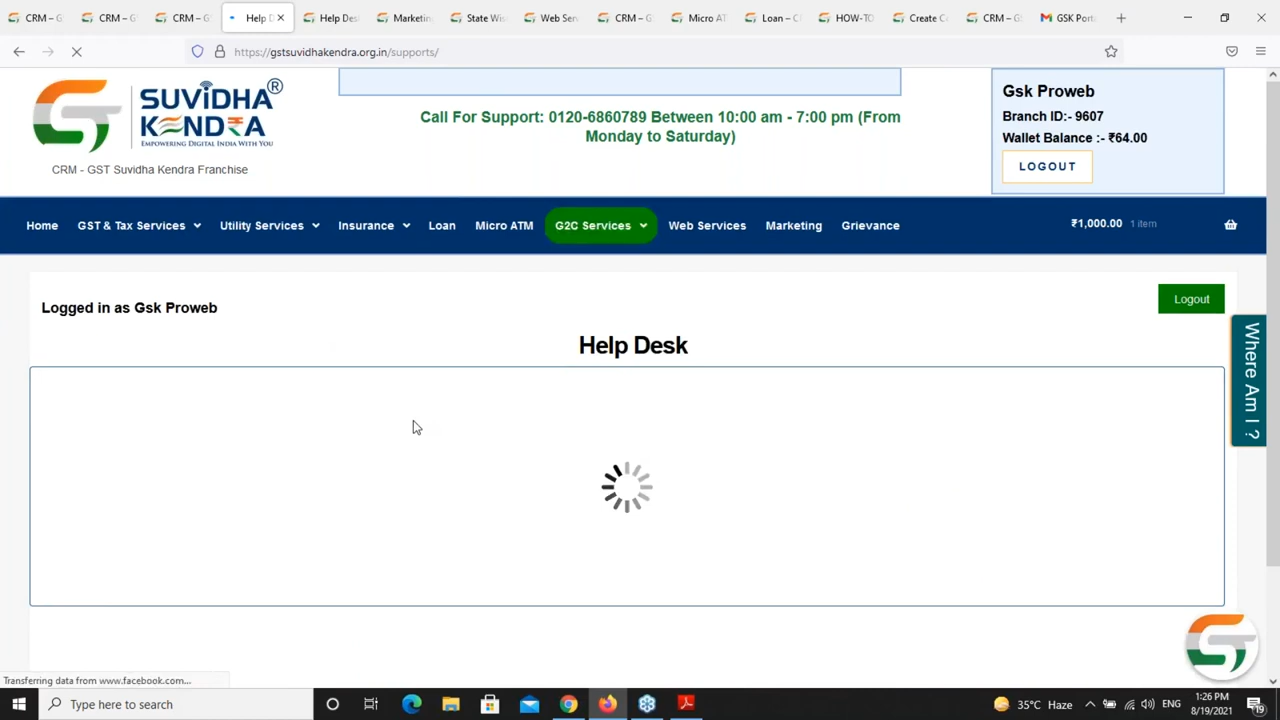 CRM – G
CRM – G
CRM – G
Help D
Help Des
Marketin
State Wis
Web Serv
CRM – G
Micro AT
Loan – C
HOW-TO
Create C
CRM – GS
GSK Port
https://gstsuvidhakendra.org.in/supports/
SUVIDHA®
KENDRA
EMPOWERING DIGITAL INDIA WITH YOU
CRM - GST Suvidha Kendra Franchise
Call For Support: 0120-6860789 Between 10:00 am - 7:00 pm (From
Monday to Saturday)
Gsk Proweb
Branch ID:- 9607
Wallet Balance :- ₹64.00
LOGOUT
Home GST & Tax Services Utility Services Insurance Loan Micro ATM G2C Services Web Services Marketing Grievance ₹1,000.00 1 item
Logged in as Gsk Proweb
Logout
Help Desk
Where Am I ?
Transferring data from www.facebook.com...
Type here to search
35°C Haze
ENG
1:26 PM
8/19/2021
19